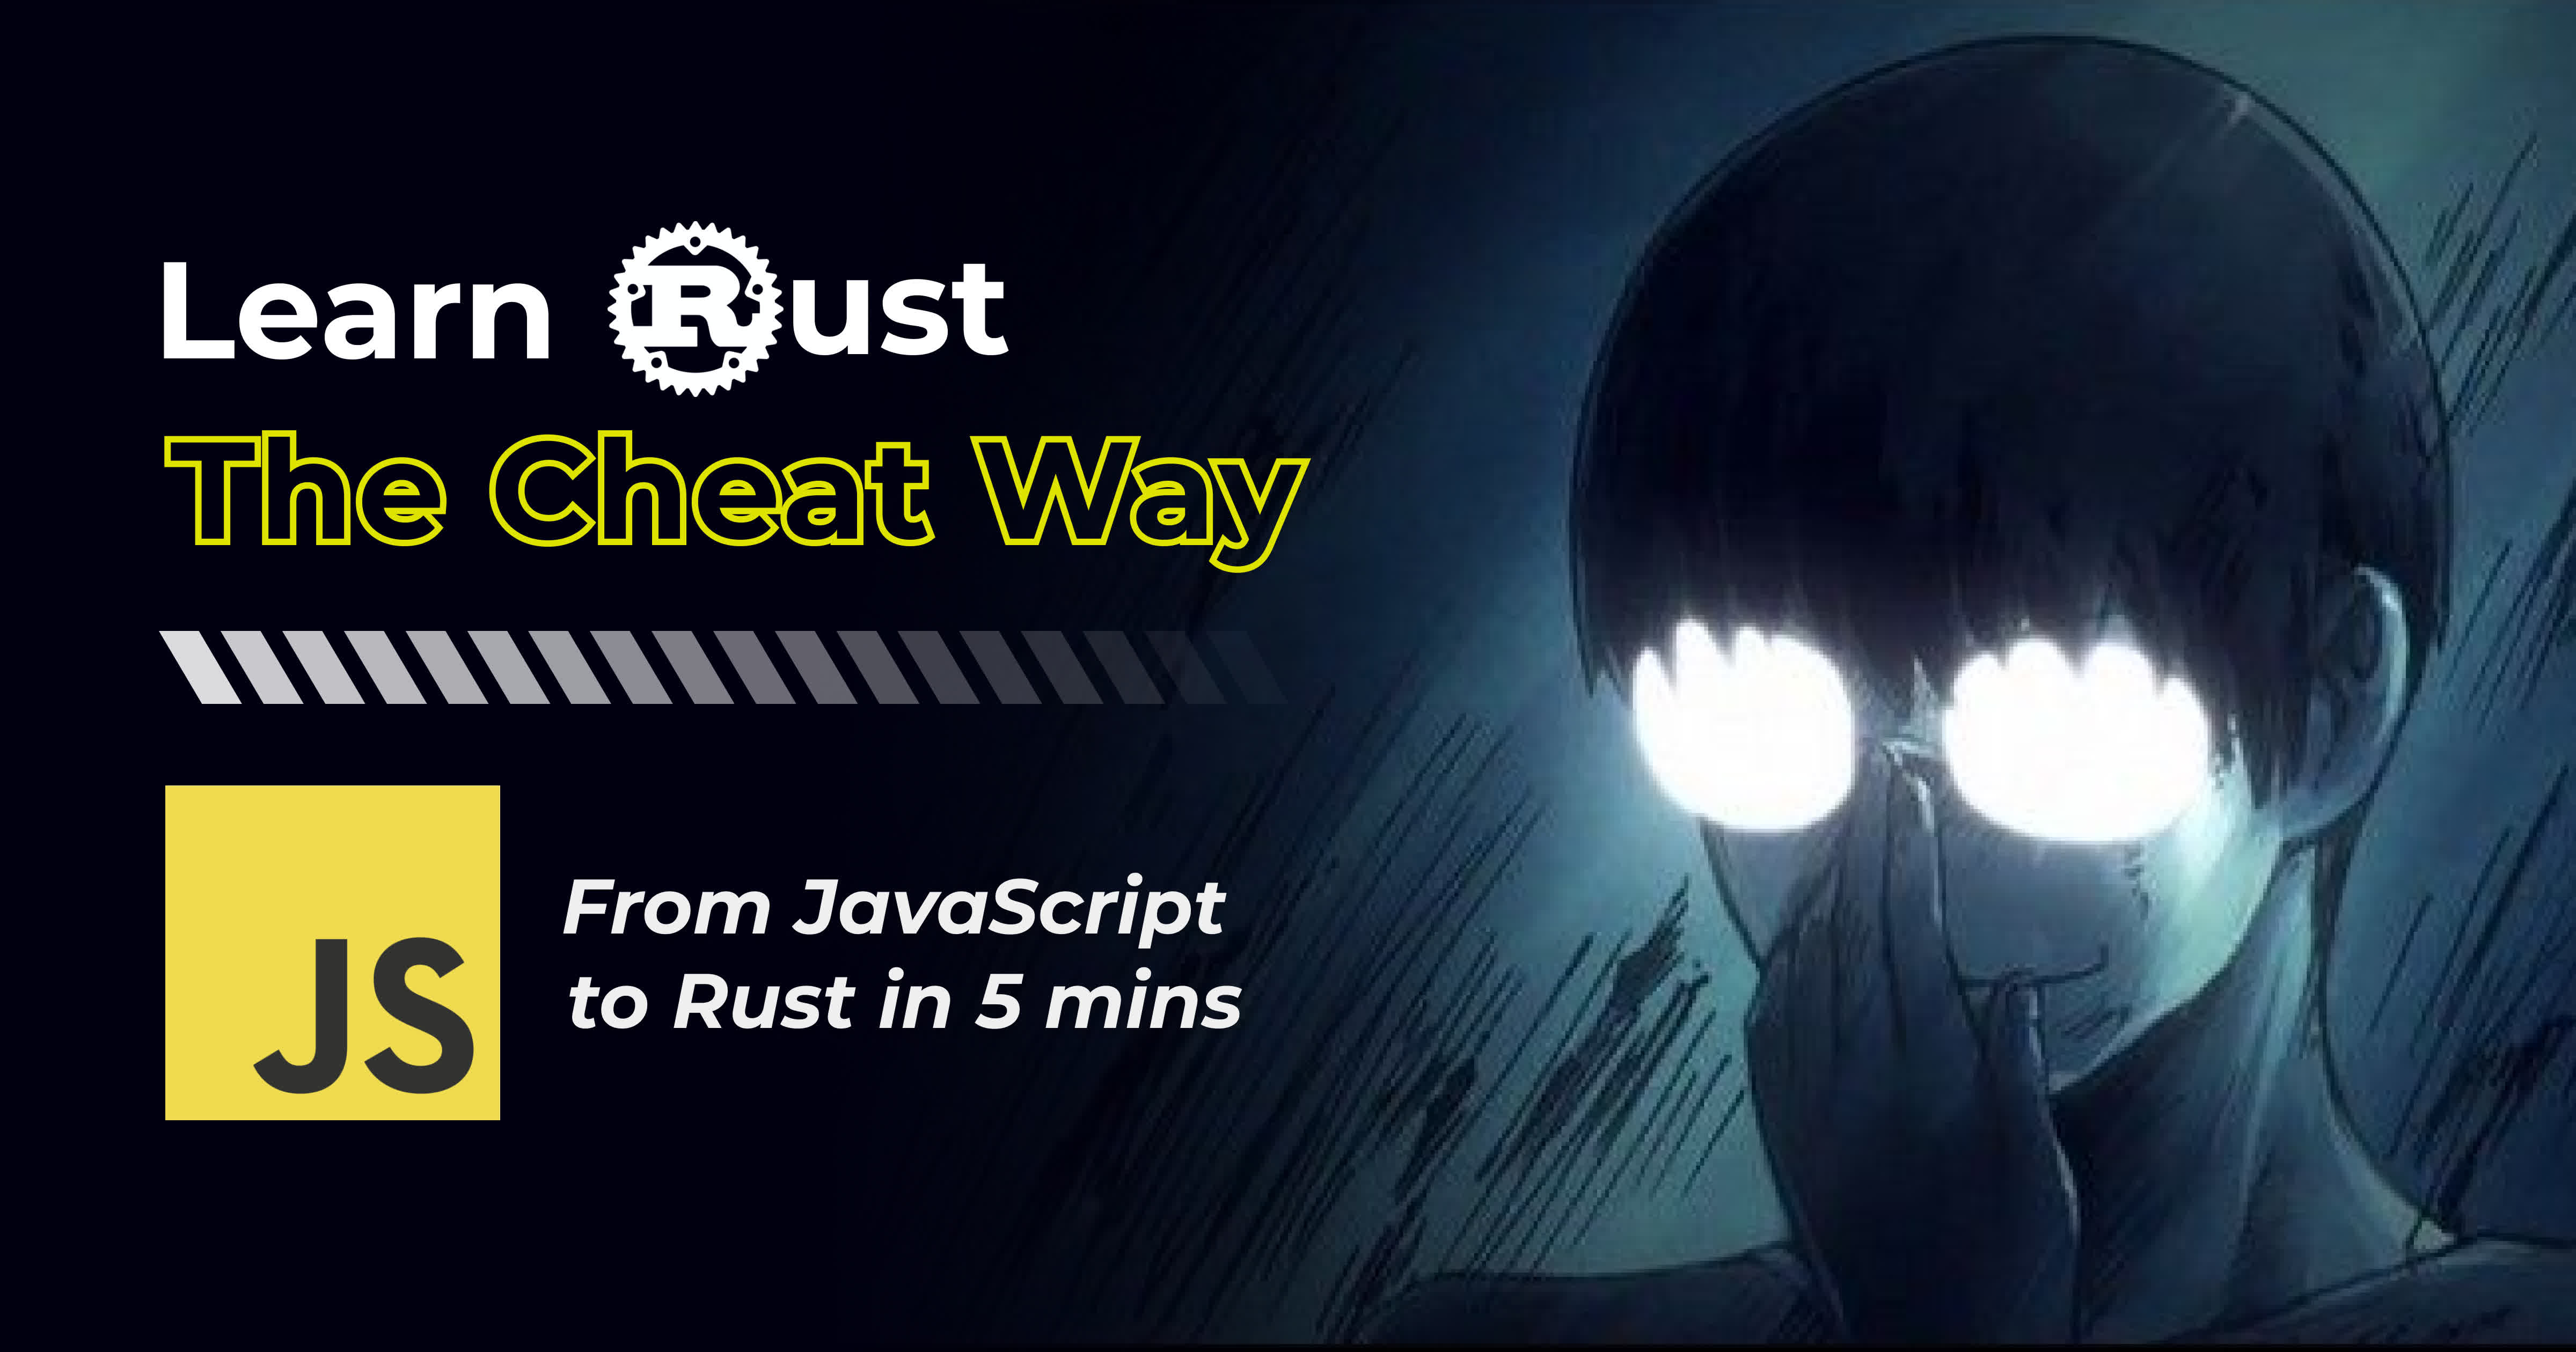 Learn Rust
The Cheat Way
JS
From JavaScript
to Rust in 5 mins